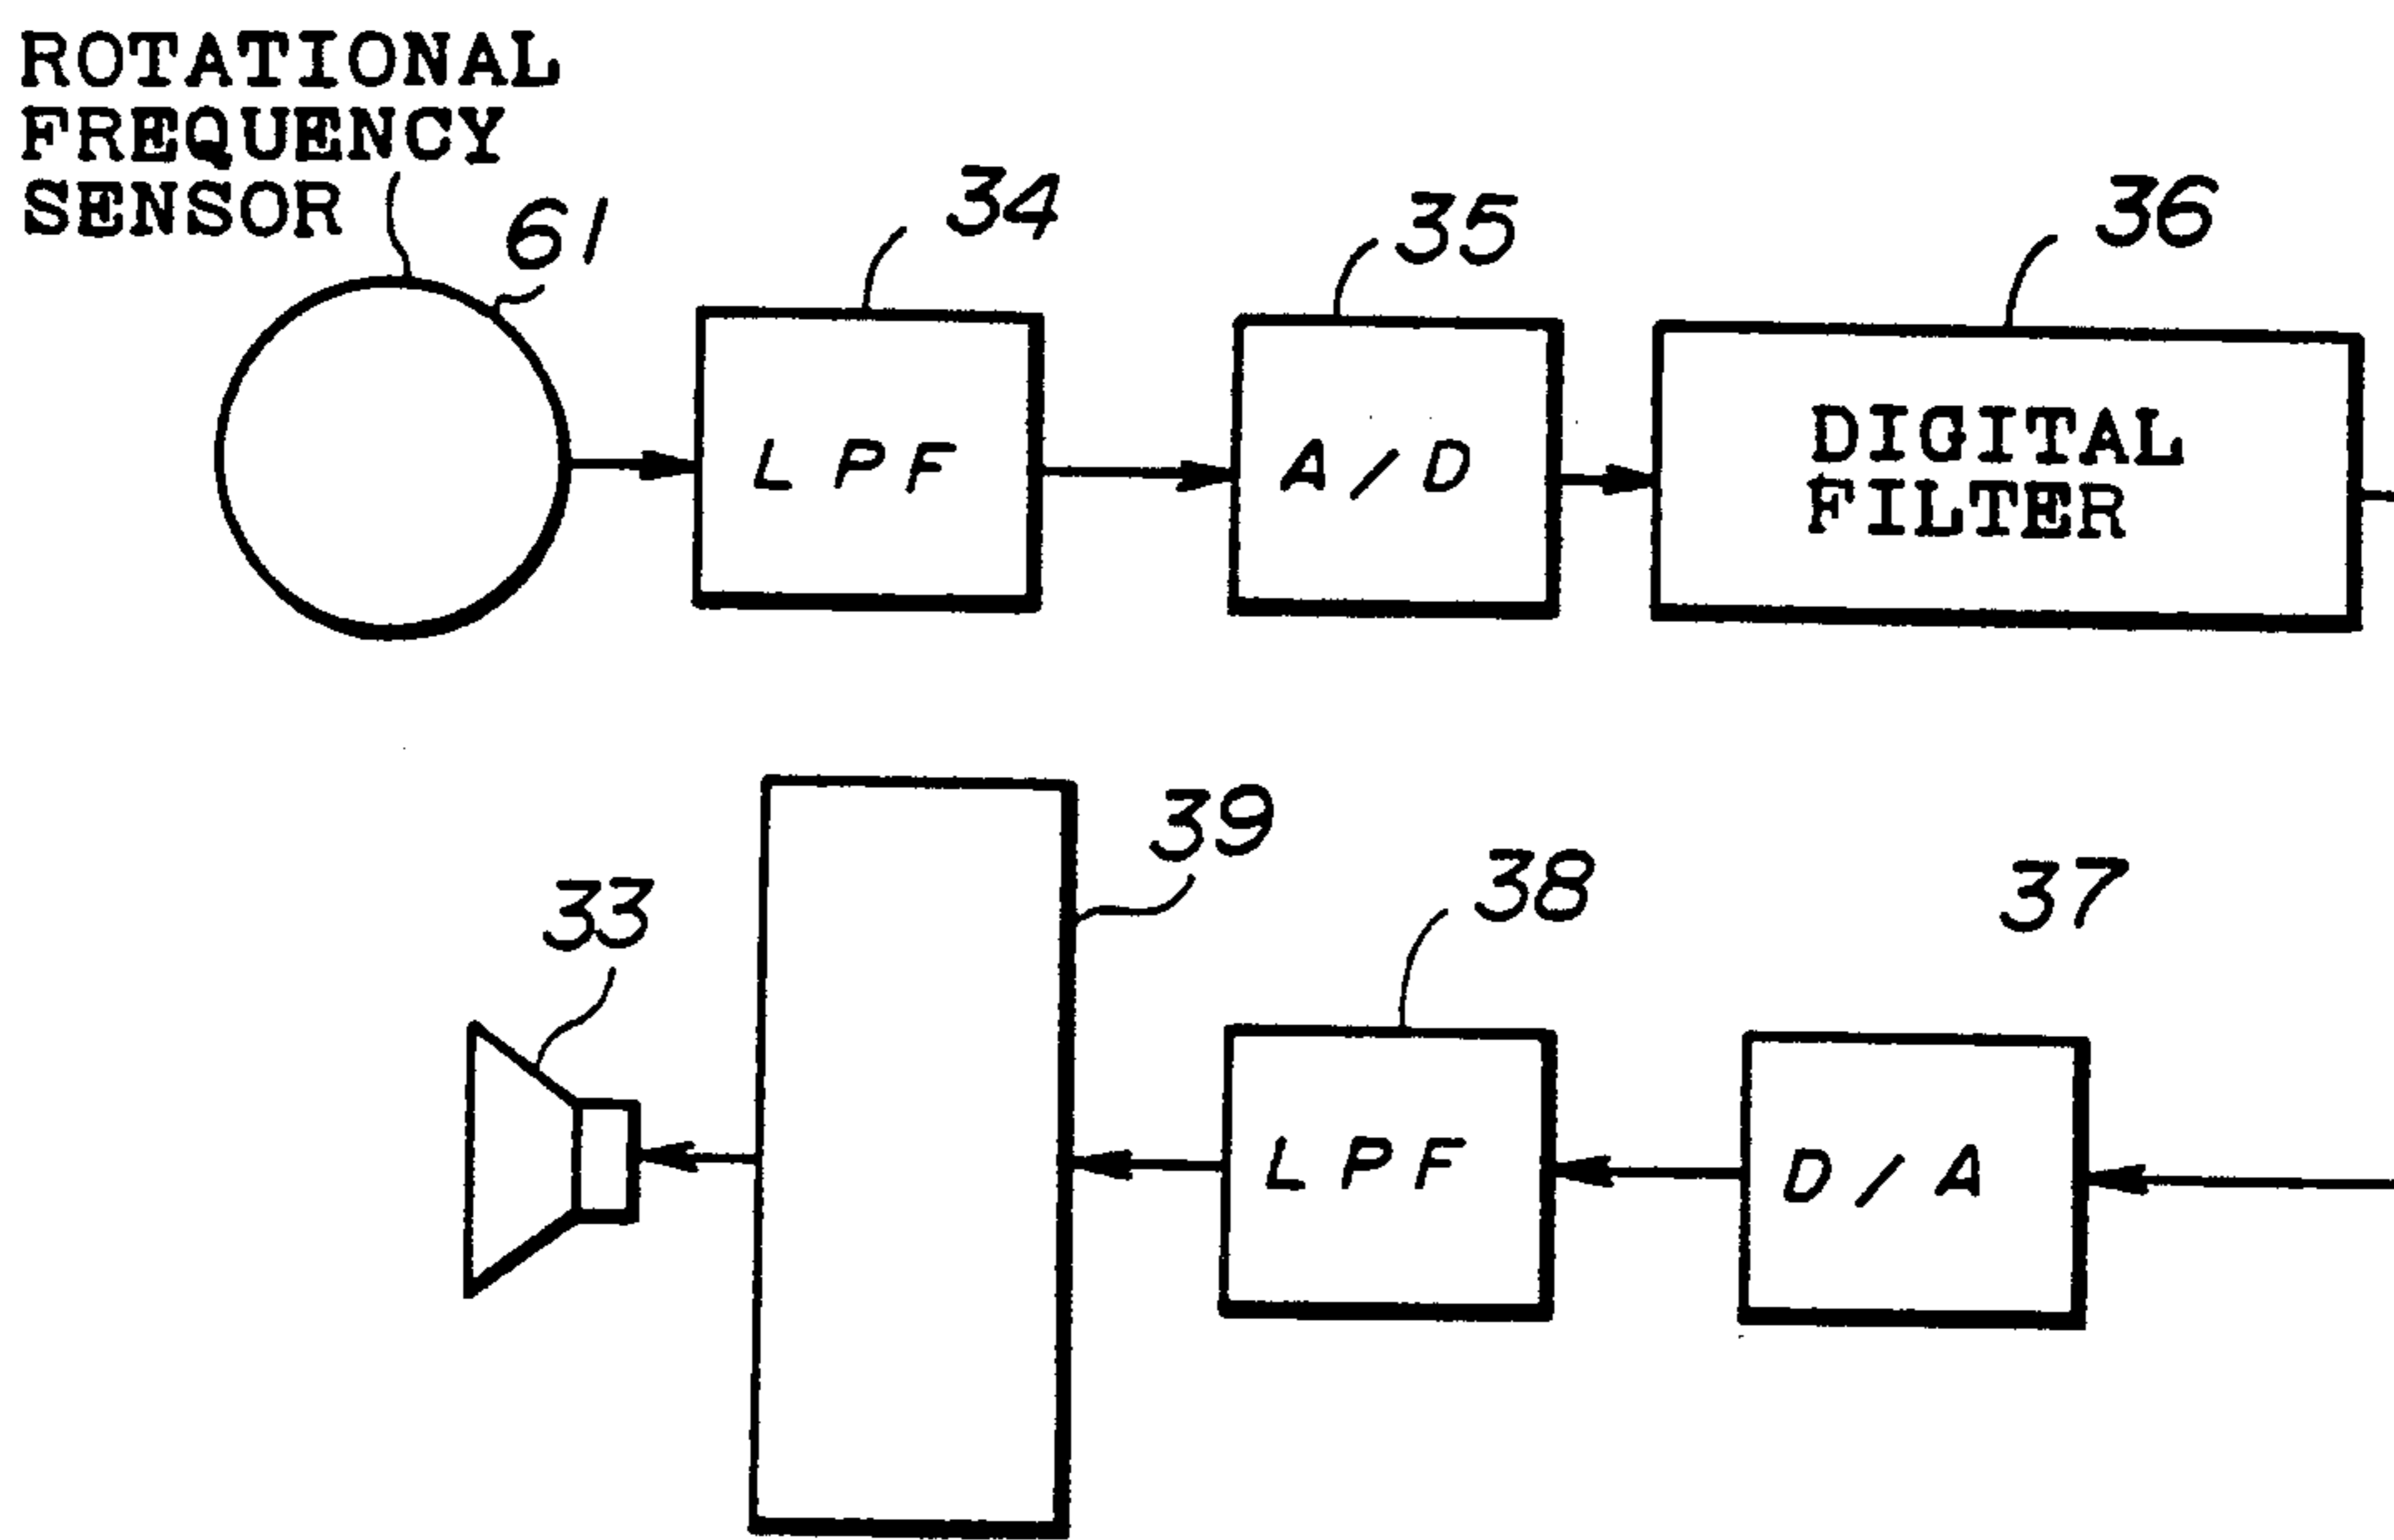 ROTATIONAL
FREQUENCY
SENSOR
61
34
35
36
LPF
A/D
DIGITAL
FILTER
33
39
38
37
LPF
D/A